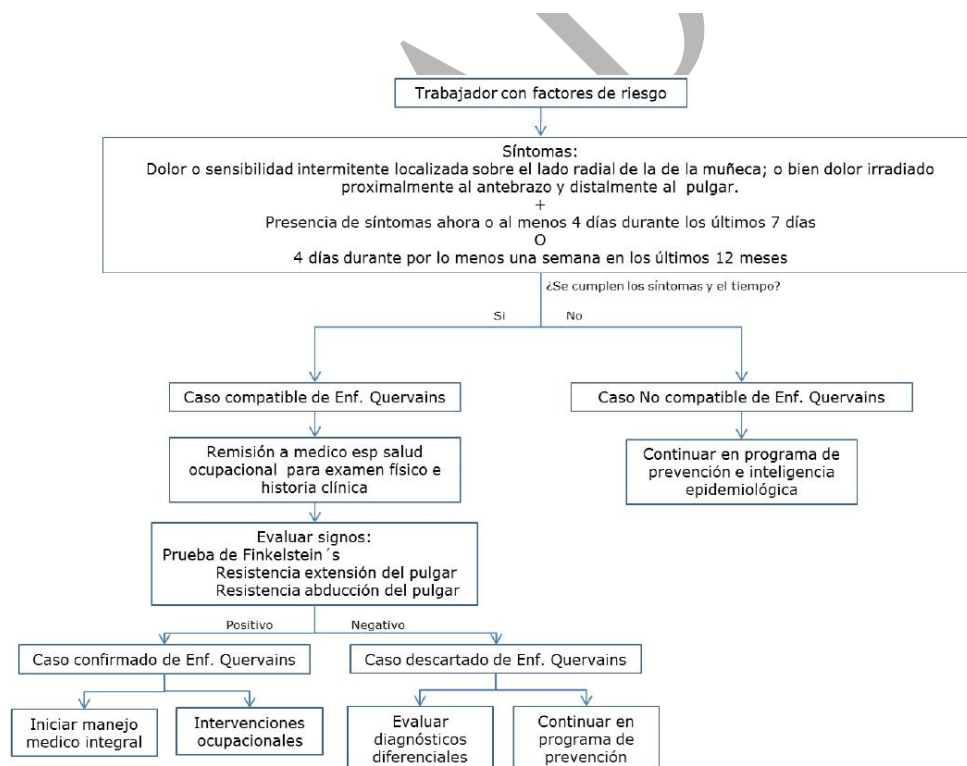 Trabajador con factores de riesgo
Síntomas:
Dolor o sensibilidad intermitente localizada sobre el lado radial de la de la muñeca; o bien dolor irradiado
proximalmente al antebrazo y distalmente al pulgar.
+
Presencia de síntomas ahora o al menos 4 días durante los últimos 7 días
O
4 días durante por lo menos una semana en los últimos 12 meses
¿Se cumplen los síntomas y el tiempo?
Si No
Caso compatible de Enf. Quervains
Caso No compatible de Enf. Quervains
Remisión a medico esp salud
ocupacional para examen físico e
historia clínica
Continuar en programa de
prevención e inteligencia
epidemiológica
Evaluar signos:
Prueba de Finkelstein´s
Resistencia extensión del pulgar
Resistencia abducción del pulgar
Positivo Negativo
Caso confirmado de Enf. Quervains
Caso descartado de Enf. Quervains
Iniciar manejo
medico integral
Intervenciones
ocupacionales
Evaluar
diagnósticos
diferenciales
Continuar en
programa de
prevención